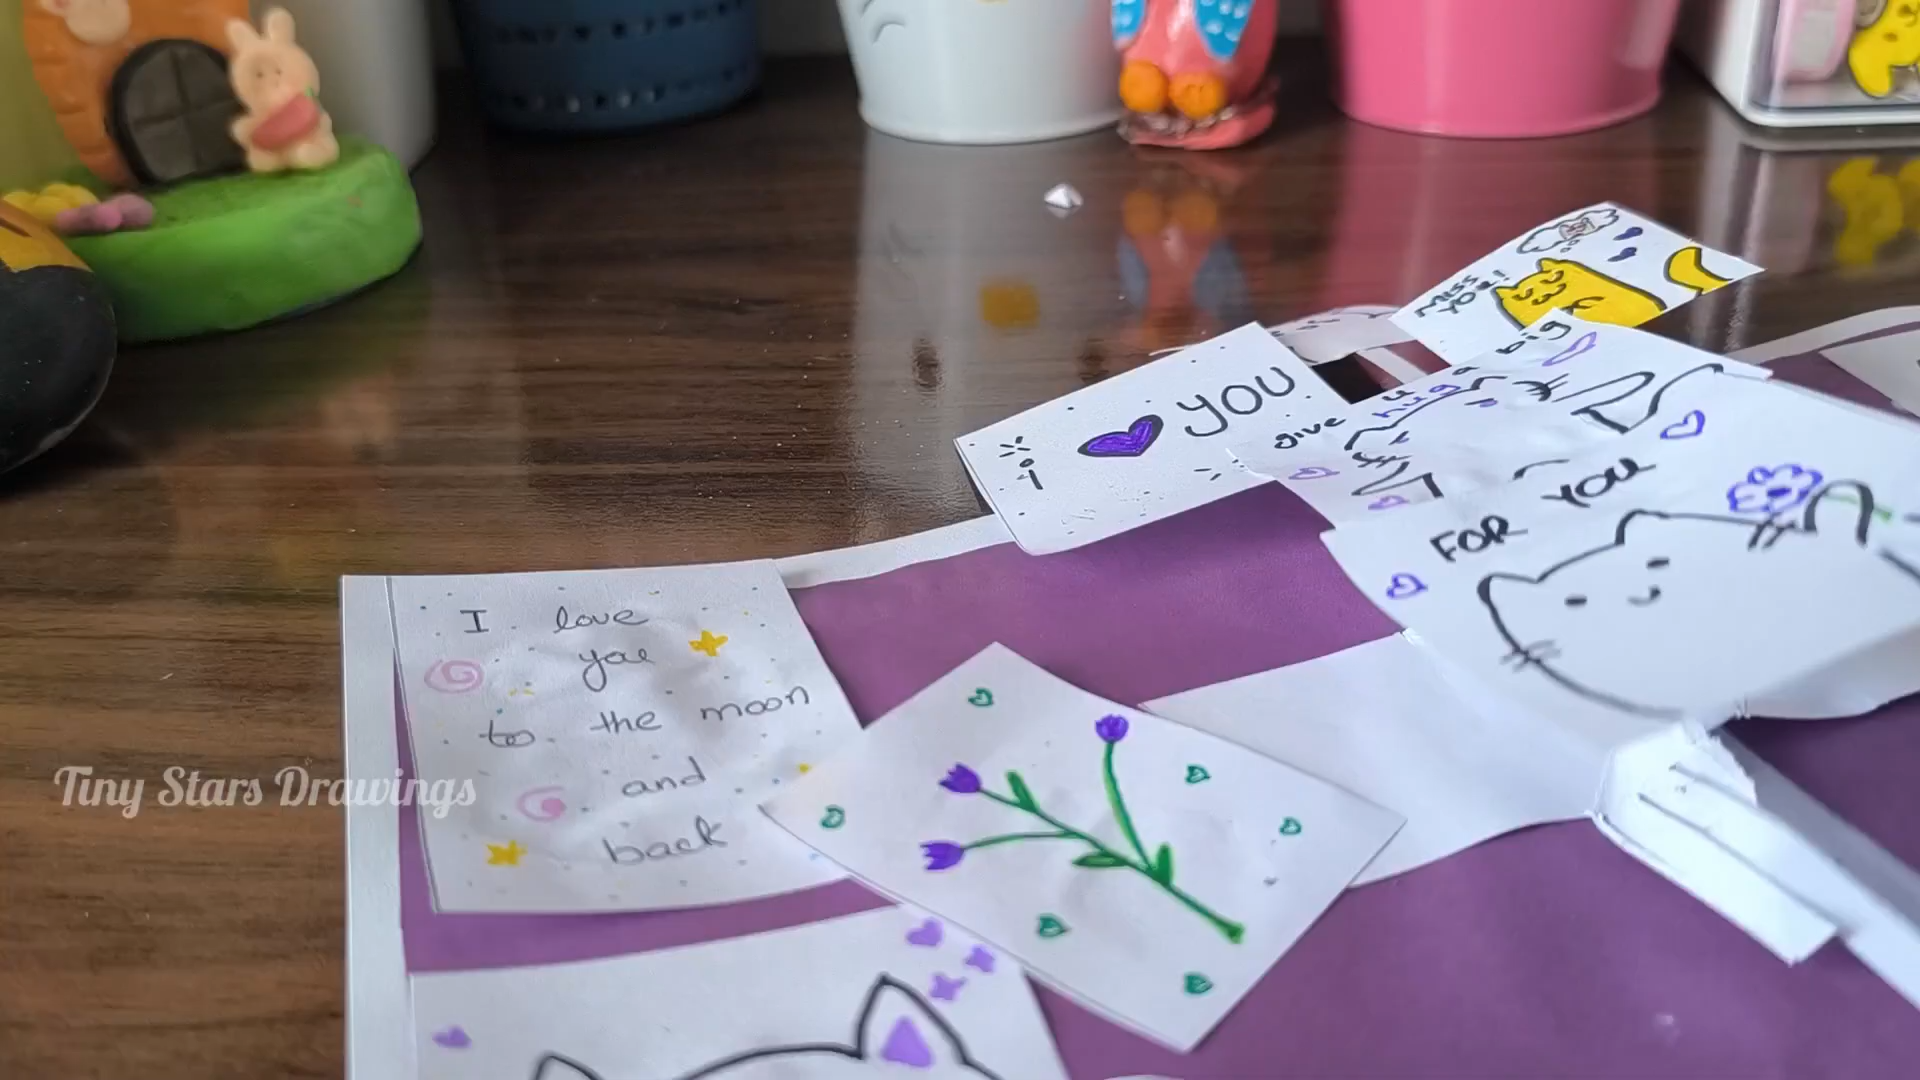 MISS
YOU!
big
i YOU
give u a
hug
FOR YOU
I love
you
to the moon
and
back
Tiny Stars Drawings